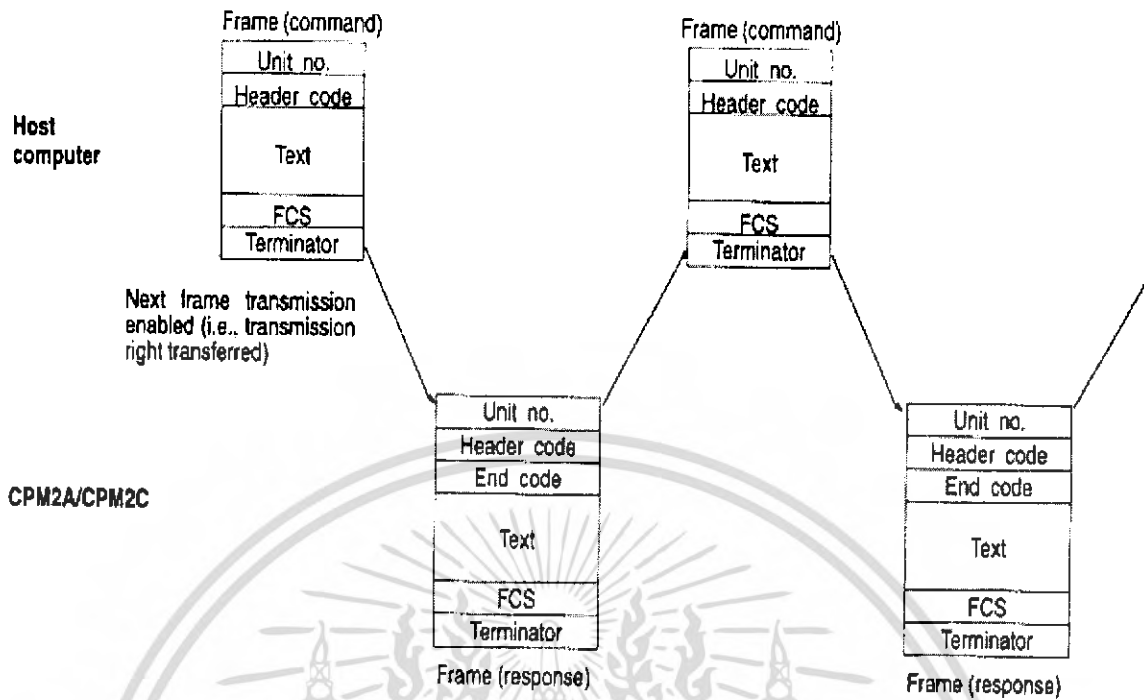 Frame (command)
Unit no.
Header code
Text
FCS
Terminator
Frame (command)
Unit no.
Header code
Text
FCS
Terminator
Host
computer
Next frame transmission
enabled (i.e., transmission
right transferred)
CPM2A/CPM2C
Unit no.
Header code
End code
Text
FCS
Terminator
Frame (response)
Unit no.
Header code
End code
Text
FCS
Terminator
Frame (response)